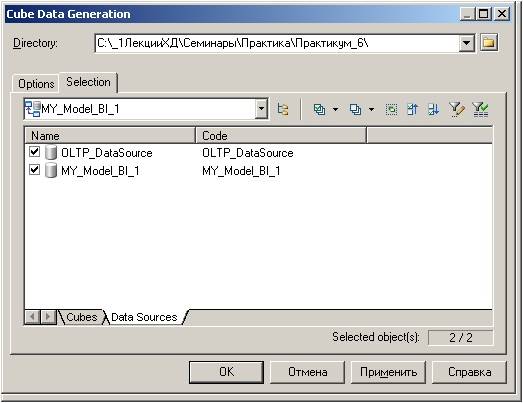 Cube Data Generation
Directory: C:\_1ЛекцииХД\Семинары\Практика\Практикум_6\
Options Selection
MY_Model_BI_1
Name Code
OLTP_DataSource OLTP_DataSource
MY_Model_BI_1 MY_Model_BI_1
Cubes Data Sources
Selected object(s): 2 / 2
OK Отмена Применить Справка